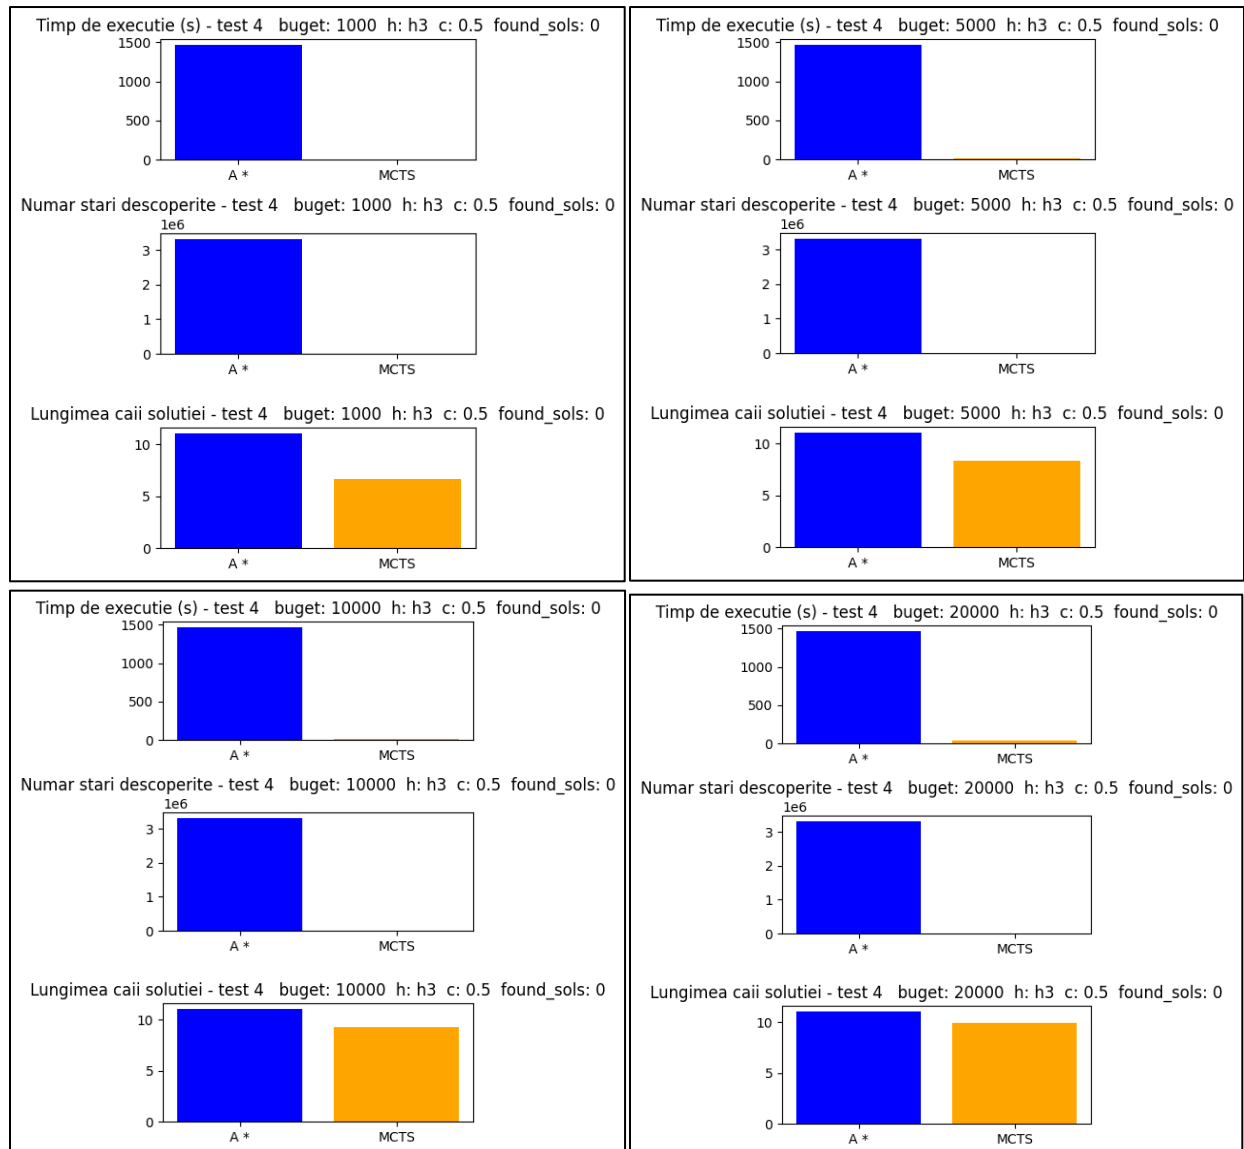 Timp de executie (s) - test 4   buget: 1000  h: h3  c: 0.5  found_sols: 0
1500
1000
500
0
A *
MCTS
Numar stari descoperite - test 4   buget: 1000  h: h3  c: 0.5  found_sols: 0
1e6
3
2
1
0
A *
MCTS
Lungimea caii solutiei - test 4   buget: 1000  h: h3  c: 0.5  found_sols: 0
10
5
0
A *
MCTS
Timp de executie (s) - test 4   buget: 5000  h: h3  c: 0.5  found_sols: 0
1500
1000
500
0
A *
MCTS
Numar stari descoperite - test 4   buget: 5000  h: h3  c: 0.5  found_sols: 0
1e6
3
2
1
0
A *
MCTS
Lungimea caii solutiei - test 4   buget: 5000  h: h3  c: 0.5  found_sols: 0
10
5
0
A *
MCTS
Timp de executie (s) - test 4   buget: 10000  h: h3  c: 0.5  found_sols: 0
1500
1000
500
0
A *
MCTS
Numar stari descoperite - test 4   buget: 10000  h: h3  c: 0.5  found_sols: 0
1e6
3
2
1
0
A *
MCTS
Lungimea caii solutiei - test 4   buget: 10000  h: h3  c: 0.5  found_sols: 0
10
5
0
A *
MCTS
Timp de executie (s) - test 4   buget: 20000  h: h3  c: 0.5  found_sols: 0
1500
1000
500
0
A *
MCTS
Numar stari descoperite - test 4   buget: 20000  h: h3  c: 0.5  found_sols: 0
1e6
3
2
1
0
A *
MCTS
Lungimea caii solutiei - test 4   buget: 20000  h: h3  c: 0.5  found_sols: 0
10
5
0
A *
MCTS